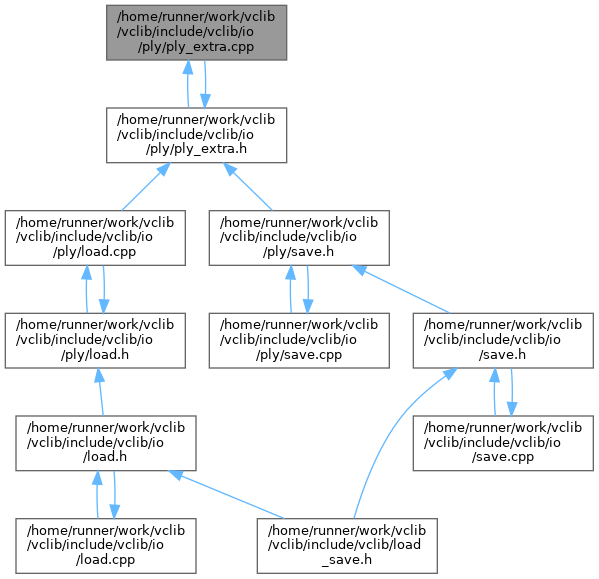 /home/runner/work/vclib
/vclib/include/vclib/io
/ply/ply_extra.cpp
/home/runner/work/vclib
/vclib/include/vclib/io
/ply/ply_extra.h
/home/runner/work/vclib
/vclib/include/vclib/io
/ply/load.cpp
/home/runner/work/vclib
/vclib/include/vclib/io
/ply/save.h
/home/runner/work/vclib
/vclib/include/vclib/io
/ply/load.h
/home/runner/work/vclib
/vclib/include/vclib/io
/ply/save.cpp
/home/runner/work/vclib
/vclib/include/vclib/io
/save.h
/home/runner/work/vclib
/vclib/include/vclib/io
/load.h
/home/runner/work/vclib
/vclib/include/vclib/io
/save.cpp
/home/runner/work/vclib
/vclib/include/vclib/io
/load.cpp
/home/runner/work/vclib
/vclib/include/vclib/load
_save.h